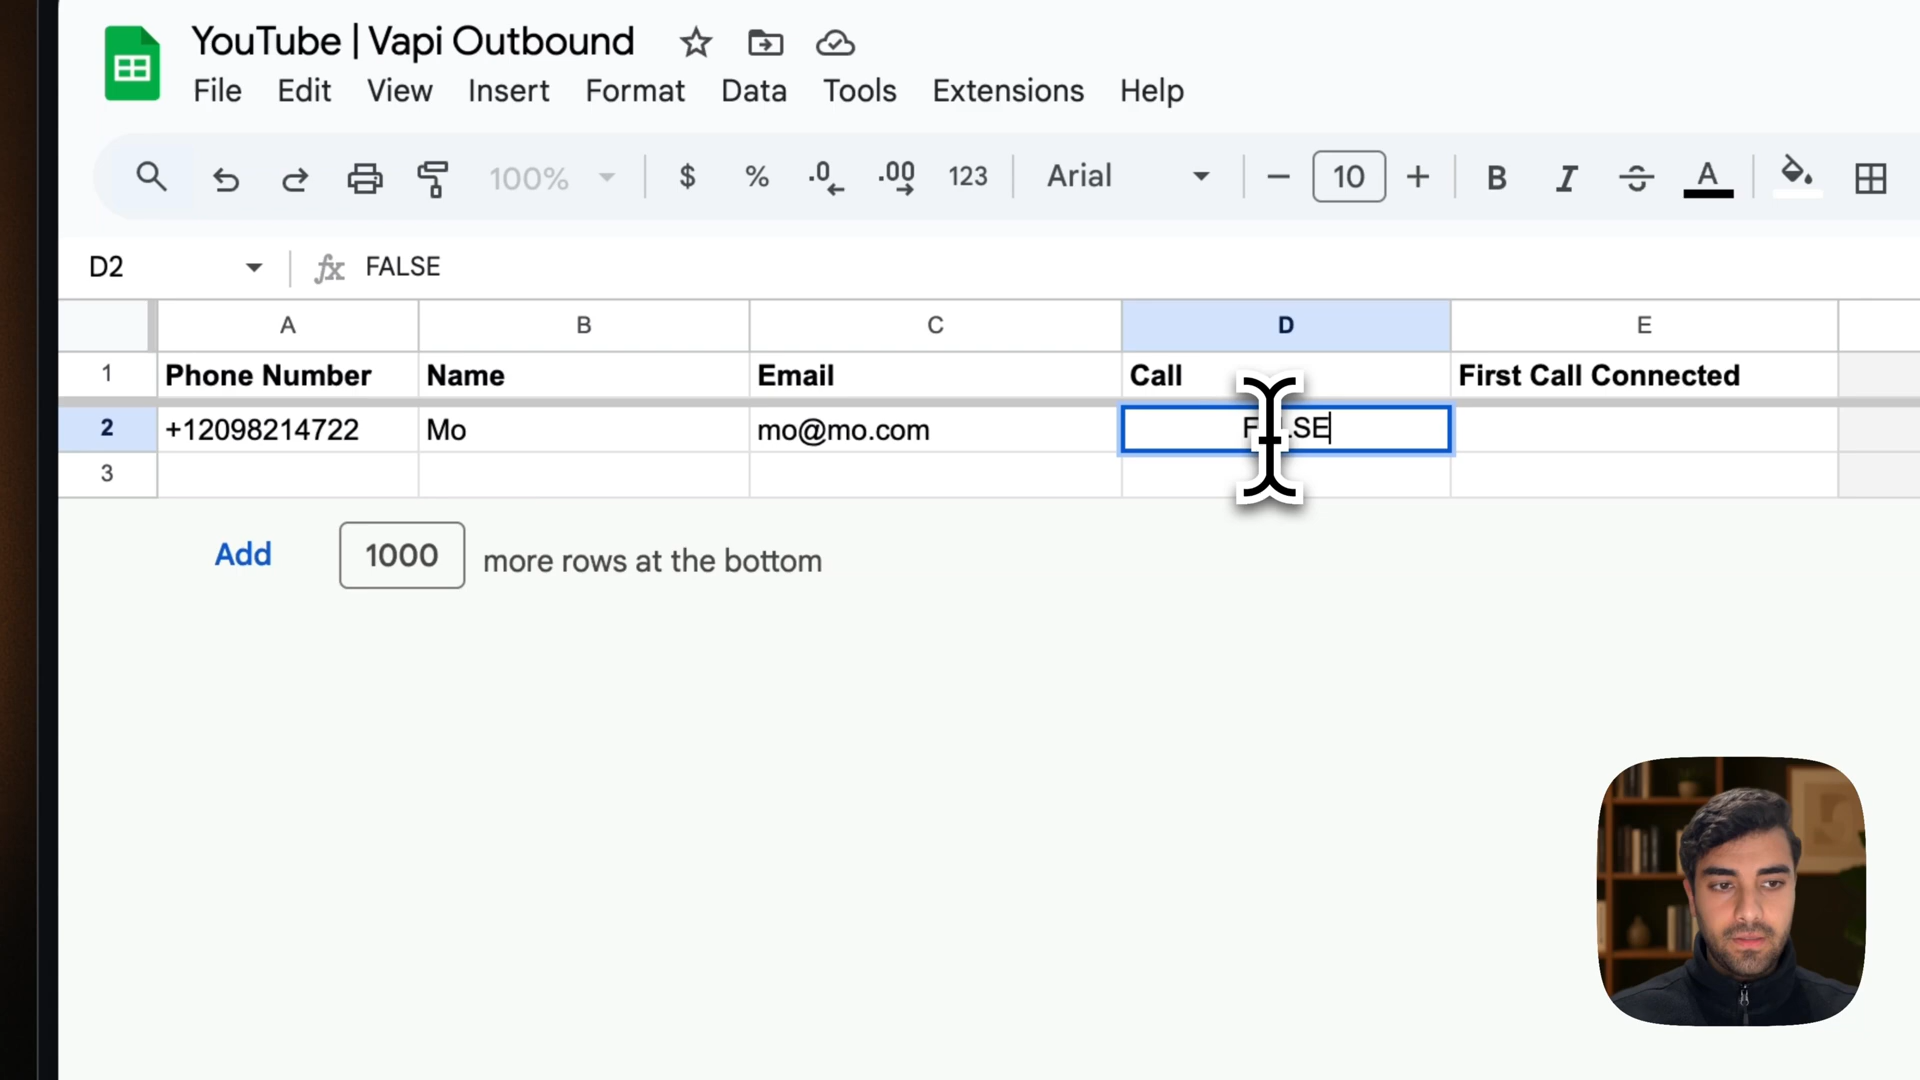 YouTube | Vapi Outbound
File Edit View Insert Format Data Tools Extensions Help
100% $ % .0 .00 123 Arial 10 B I A
D2 fx FALSE
A B C D E
1 Phone Number Name Email Call First Call Connected
2 +12098214722 Mo mo@mo.com FALSE
3
Add 1000 more rows at the bottom